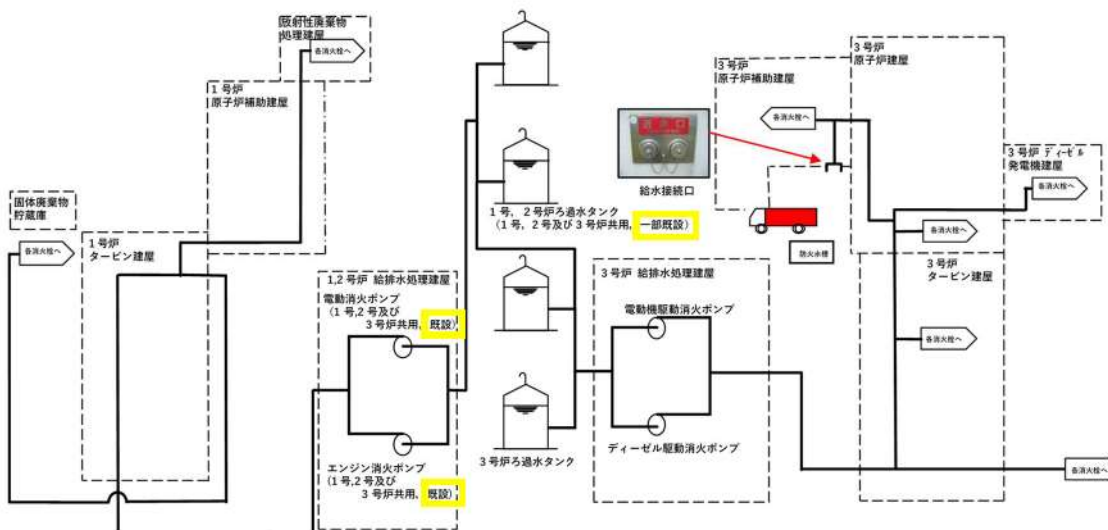 放射性廃棄物
処理建屋
各消火栓へ
1号炉
原子炉補助建屋
固体廃棄物
貯蔵庫
各消火栓へ
1号炉
タービン建屋
1,2号炉 給排水処理建屋
電動消火ポンプ
(1号,2号及び
3号炉共用,既設)
エンジン消火ポンプ
(1号,2号及び
3号炉共用,既設)
1号,2号炉ろ過水タンク
(1号,2号及び3号炉共用,一部既設)
3号炉ろ過水タンク
3号炉 給排水処理建屋
電動機駆動消火ポンプ
ディーゼル駆動消火ポンプ
給水接続口
3号炉
原子炉補助建屋
各消火栓へ
防火水槽
3号炉
原子炉建屋
3号炉 ディーゼル
発電機建屋
各消火栓へ
各消火栓へ
3号炉
タービン建屋
各消火栓へ
各消火栓へ